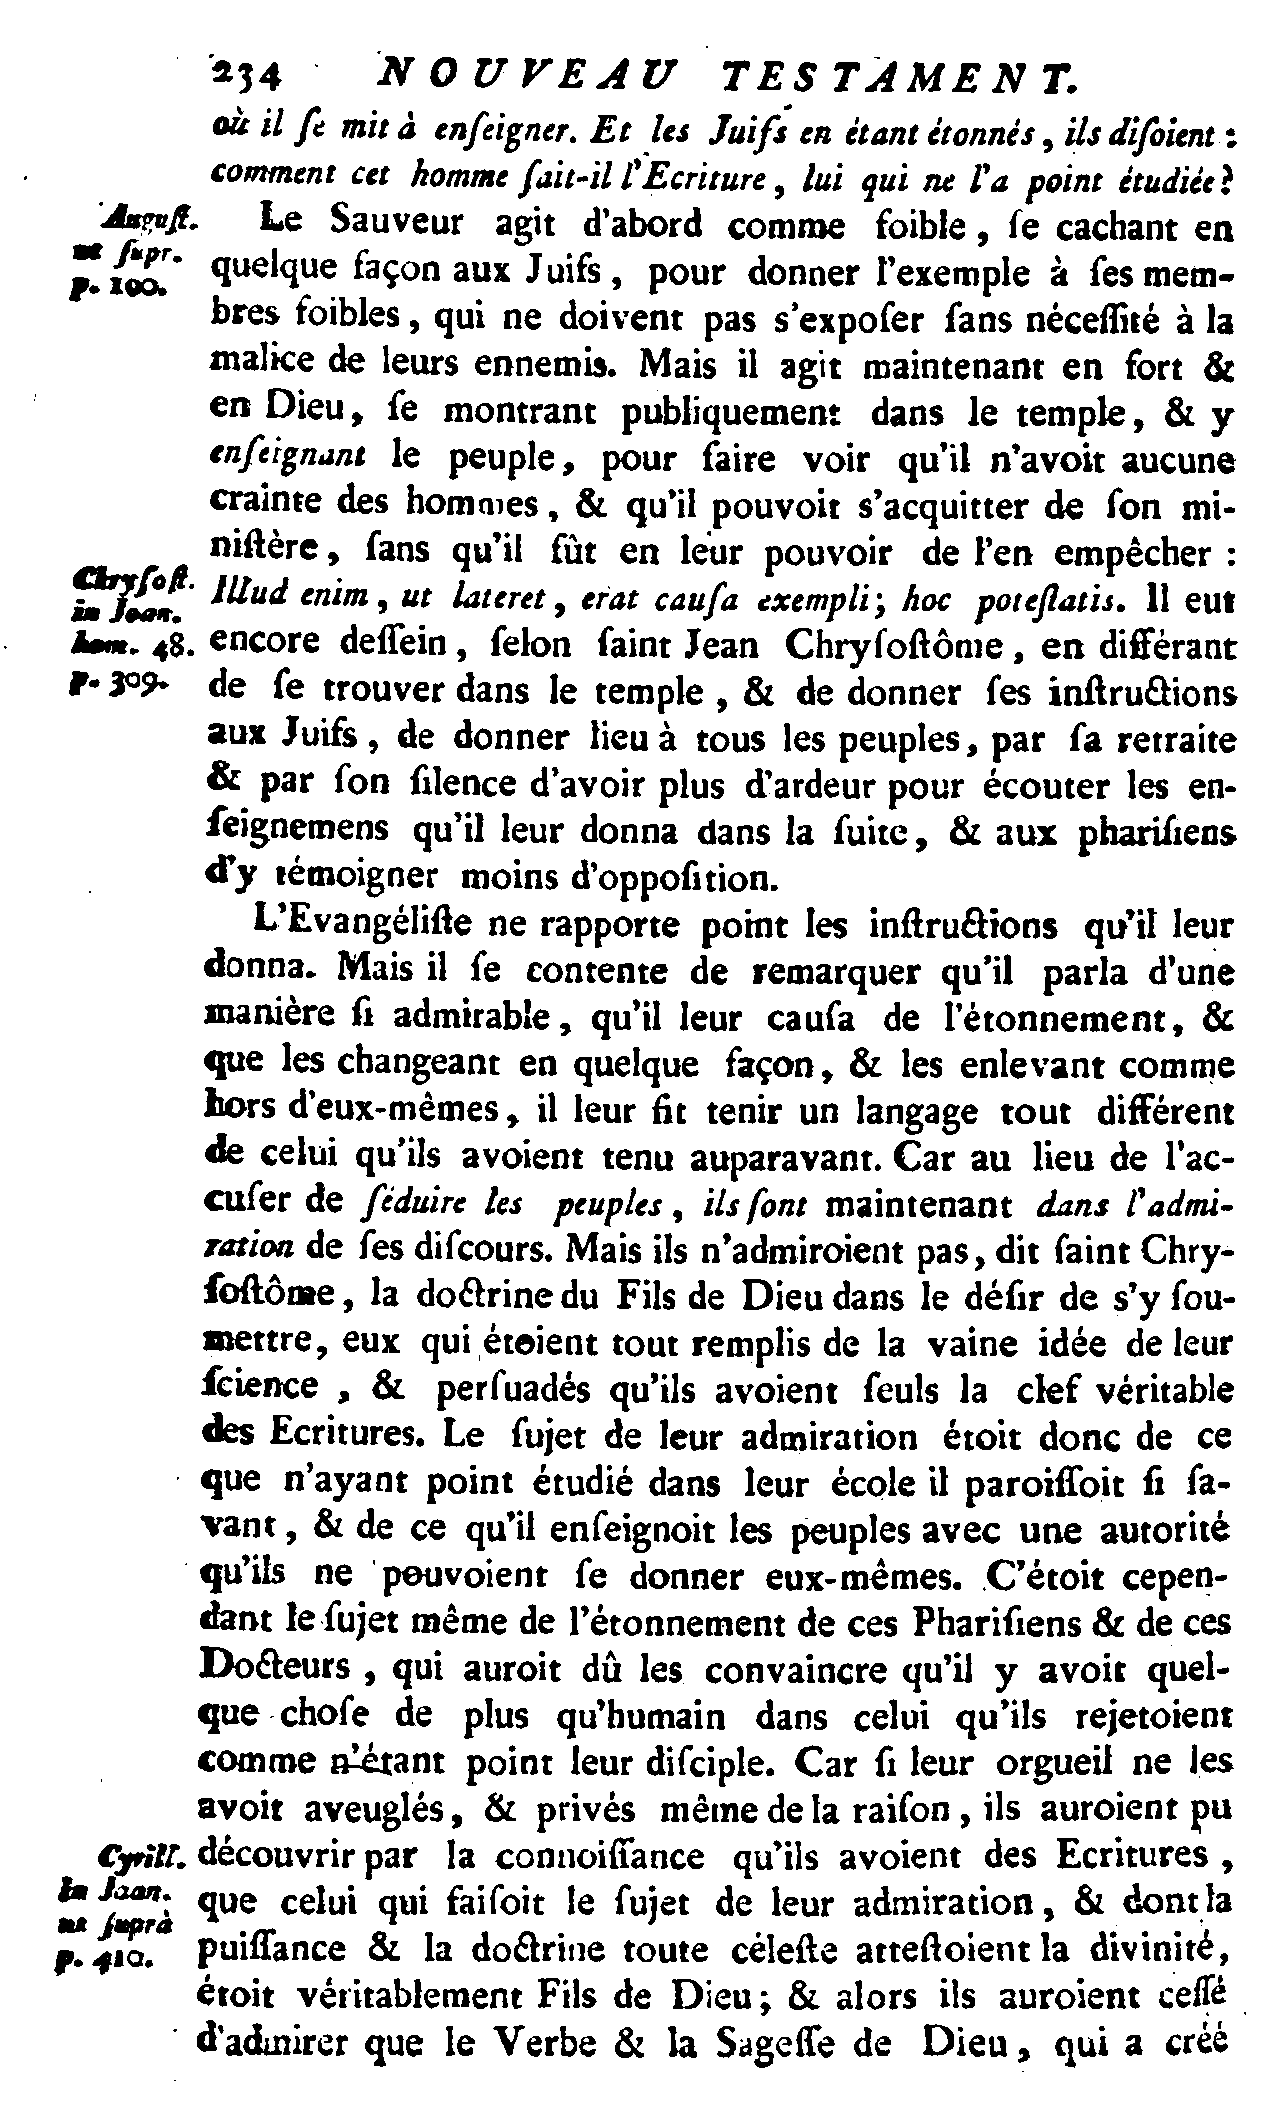 234 NOUVEAU TESTAMENT.
où il ſe mit à enſeigner. Et les Juifs en étant étonnés, ils diſoient :
comment cet homme ſait-il l'Ecriture, lui qui ne l'a point étudiée ?
Auguſt.
ut ſupr.
p. 100.
Le Sauveur agit d'abord comme foible, ſe cachant en
quelque façon aux Juifs, pour donner l'exemple à ſes mem-
bres foibles, qui ne doivent pas s'expoſer ſans néceſſité à la
malice de leurs ennemis. Mais il agit maintenant en fort &
en Dieu, ſe montrant publiquement dans le temple, & y
enſeignant le peuple, pour faire voir qu'il n'avoit aucune
crainte des hommes, & qu'il pouvoit s'acquitter de ſon mi-
niſtère, ſans qu'il fût en leur pouvoir de l'en empêcher :
Chryſoſt.
in Joan.
hom. 48.
p. 309.
Illud enim, ut lateret, erat cauſa exempli; hoc poteſtatis. Il eut
encore deſſein, ſelon ſaint Jean Chryſoſtôme, en différant
de ſe trouver dans le temple, & de donner ſes inſtructions
aux Juifs, de donner lieu à tous les peuples, par ſa retraite
& par ſon ſilence d'avoir plus d'ardeur pour écouter les en-
ſeignemens qu'il leur donna dans la ſuite, & aux phariſiens
d'y témoigner moins d'oppoſition.
L'Evangéliſte ne rapporte point les inſtructions qu'il leur
donna. Mais il ſe contente de remarquer qu'il parla d'une
manière ſi admirable, qu'il leur cauſa de l'étonnement, &
que les changeant en quelque façon, & les enlevant comme
hors d'eux-mêmes, il leur fit tenir un langage tout différent
de celui qu'ils avoient tenu auparavant. Car au lieu de l'ac-
cuſer de ſéduire les peuples, ils ſont maintenant dans l'admi-
ration de ſes diſcours. Mais ils n'admiroient pas, dit ſaint Chry-
ſoſtôme, la doctrine du Fils de Dieu dans le déſir de s'y ſou-
mettre, eux qui étoient tout remplis de la vaine idée de leur
ſcience, & perſuadés qu'ils avoient ſeuls la clef véritable
des Ecritures. Le ſujet de leur admiration étoit donc de ce
que n'ayant point étudié dans leur école il paroiſſoit ſi ſa-
vant, & de ce qu'il enſeignoit les peuples avec une autorité
qu'ils ne pouvoient ſe donner eux-mêmes. C'étoit cepen-
dant le ſujet même de l'étonnement de ces Phariſiens & de ces
Docteurs, qui auroit dû les convaincre qu'il y avoit quel-
que choſe de plus qu'humain dans celui qu'ils rejetoient
comme n'étant point leur diſciple. Car ſi leur orgueil ne les
avoit aveuglés, & privés même de la raiſon, ils auroient pu
Cyrill.
in Joan.
ut ſuprà
p. 410.
découvrir par la connoiſſance qu'ils avoient des Ecritures,
que celui qui faiſoit le ſujet de leur admiration, & dont la
puiſſance & la doctrine toute céleſte atteſtoient la divinité,
étoit véritablement Fils de Dieu; & alors ils auroient ceſſé
d'admirer que le Verbe & la Sageſſe de Dieu, qui a créé